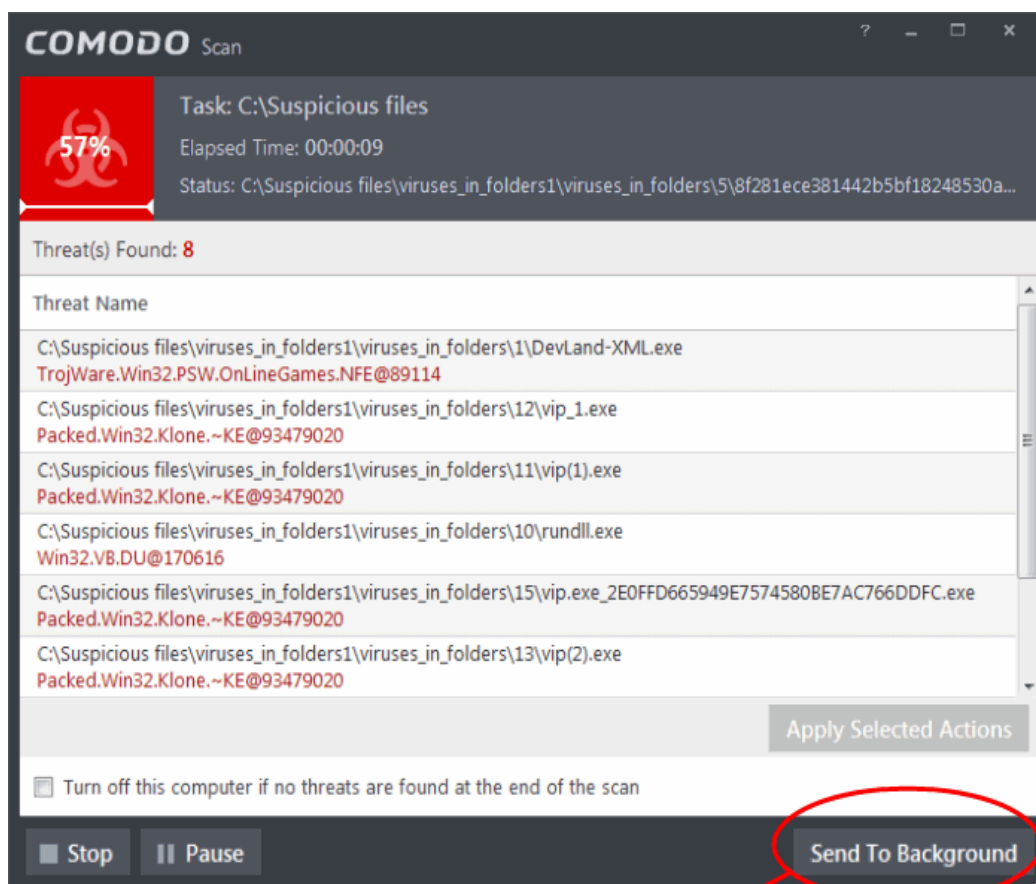 COMODO Scan
?
57%
Task: C:\Suspicious files
Elapsed Time: 00:00:09
Status: C:\Suspicious files\viruses_in_folders1\viruses_in_folders\5\8f281ece381442b5bf18248530a...
Threat(s) Found: 8
Threat Name
C:\Suspicious files\viruses_in_folders1\viruses_in_folders\1\DevLand-XML.exe
TrojWare.Win32.PSW.OnLineGames.NFE@89114
C:\Suspicious files\viruses_in_folders1\viruses_in_folders\12\vip_1.exe
Packed.Win32.Klone.~KE@93479020
C:\Suspicious files\viruses_in_folders1\viruses_in_folders\11\vip(1).exe
Packed.Win32.Klone.~KE@93479020
C:\Suspicious files\viruses_in_folders1\viruses_in_folders\10\rundll.exe
Win32.VB.DU@170616
C:\Suspicious files\viruses_in_folders1\viruses_in_folders\15\vip.exe_2E0FFD665949E7574580BE7AC766DDFC.exe
Packed.Win32.Klone.~KE@93479020
C:\Suspicious files\viruses_in_folders1\viruses_in_folders\13\vip(2).exe
Packed.Win32.Klone.~KE@93479020
Apply Selected Actions
Turn off this computer if no threats are found at the end of the scan
Stop Pause Send To Background